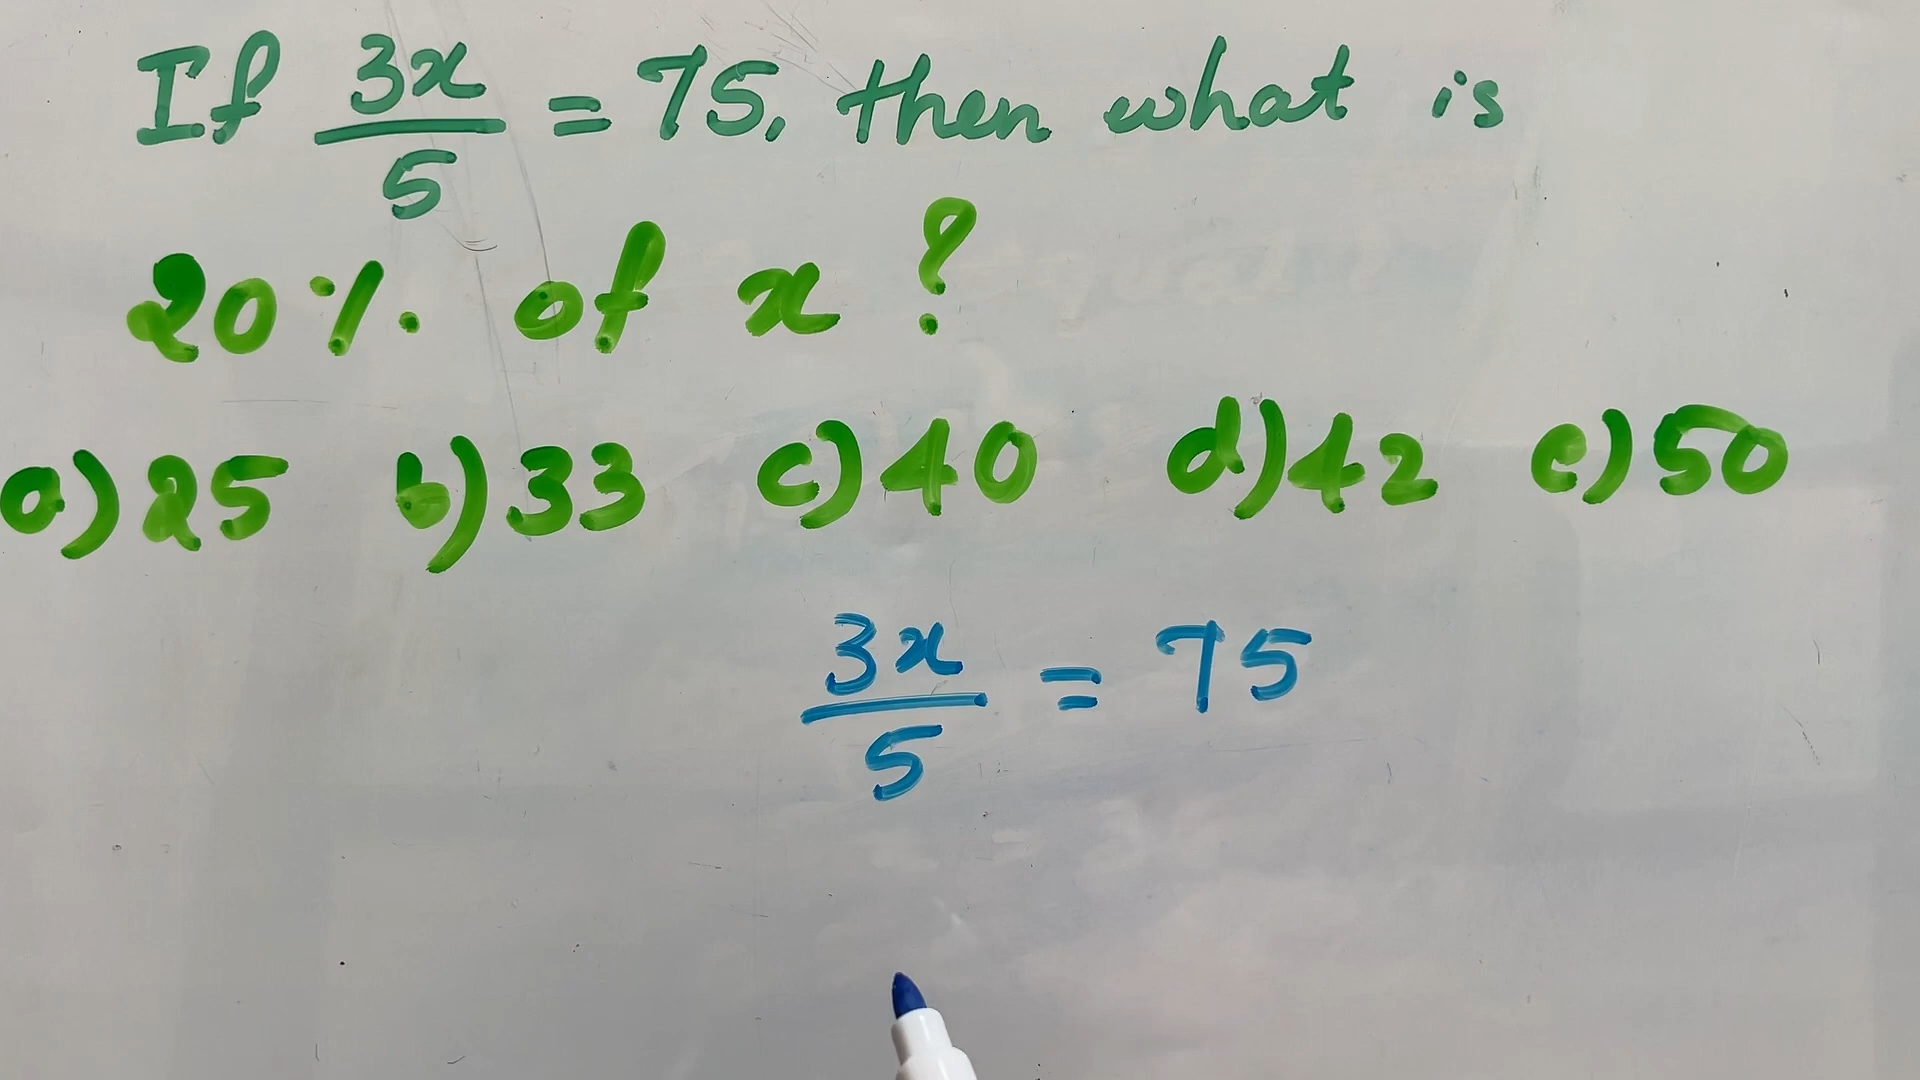 If 3x/5 = 75, then what is
20% of x?
a) 25 b) 33 c) 40 d) 42 e) 50
3x/5 = 75